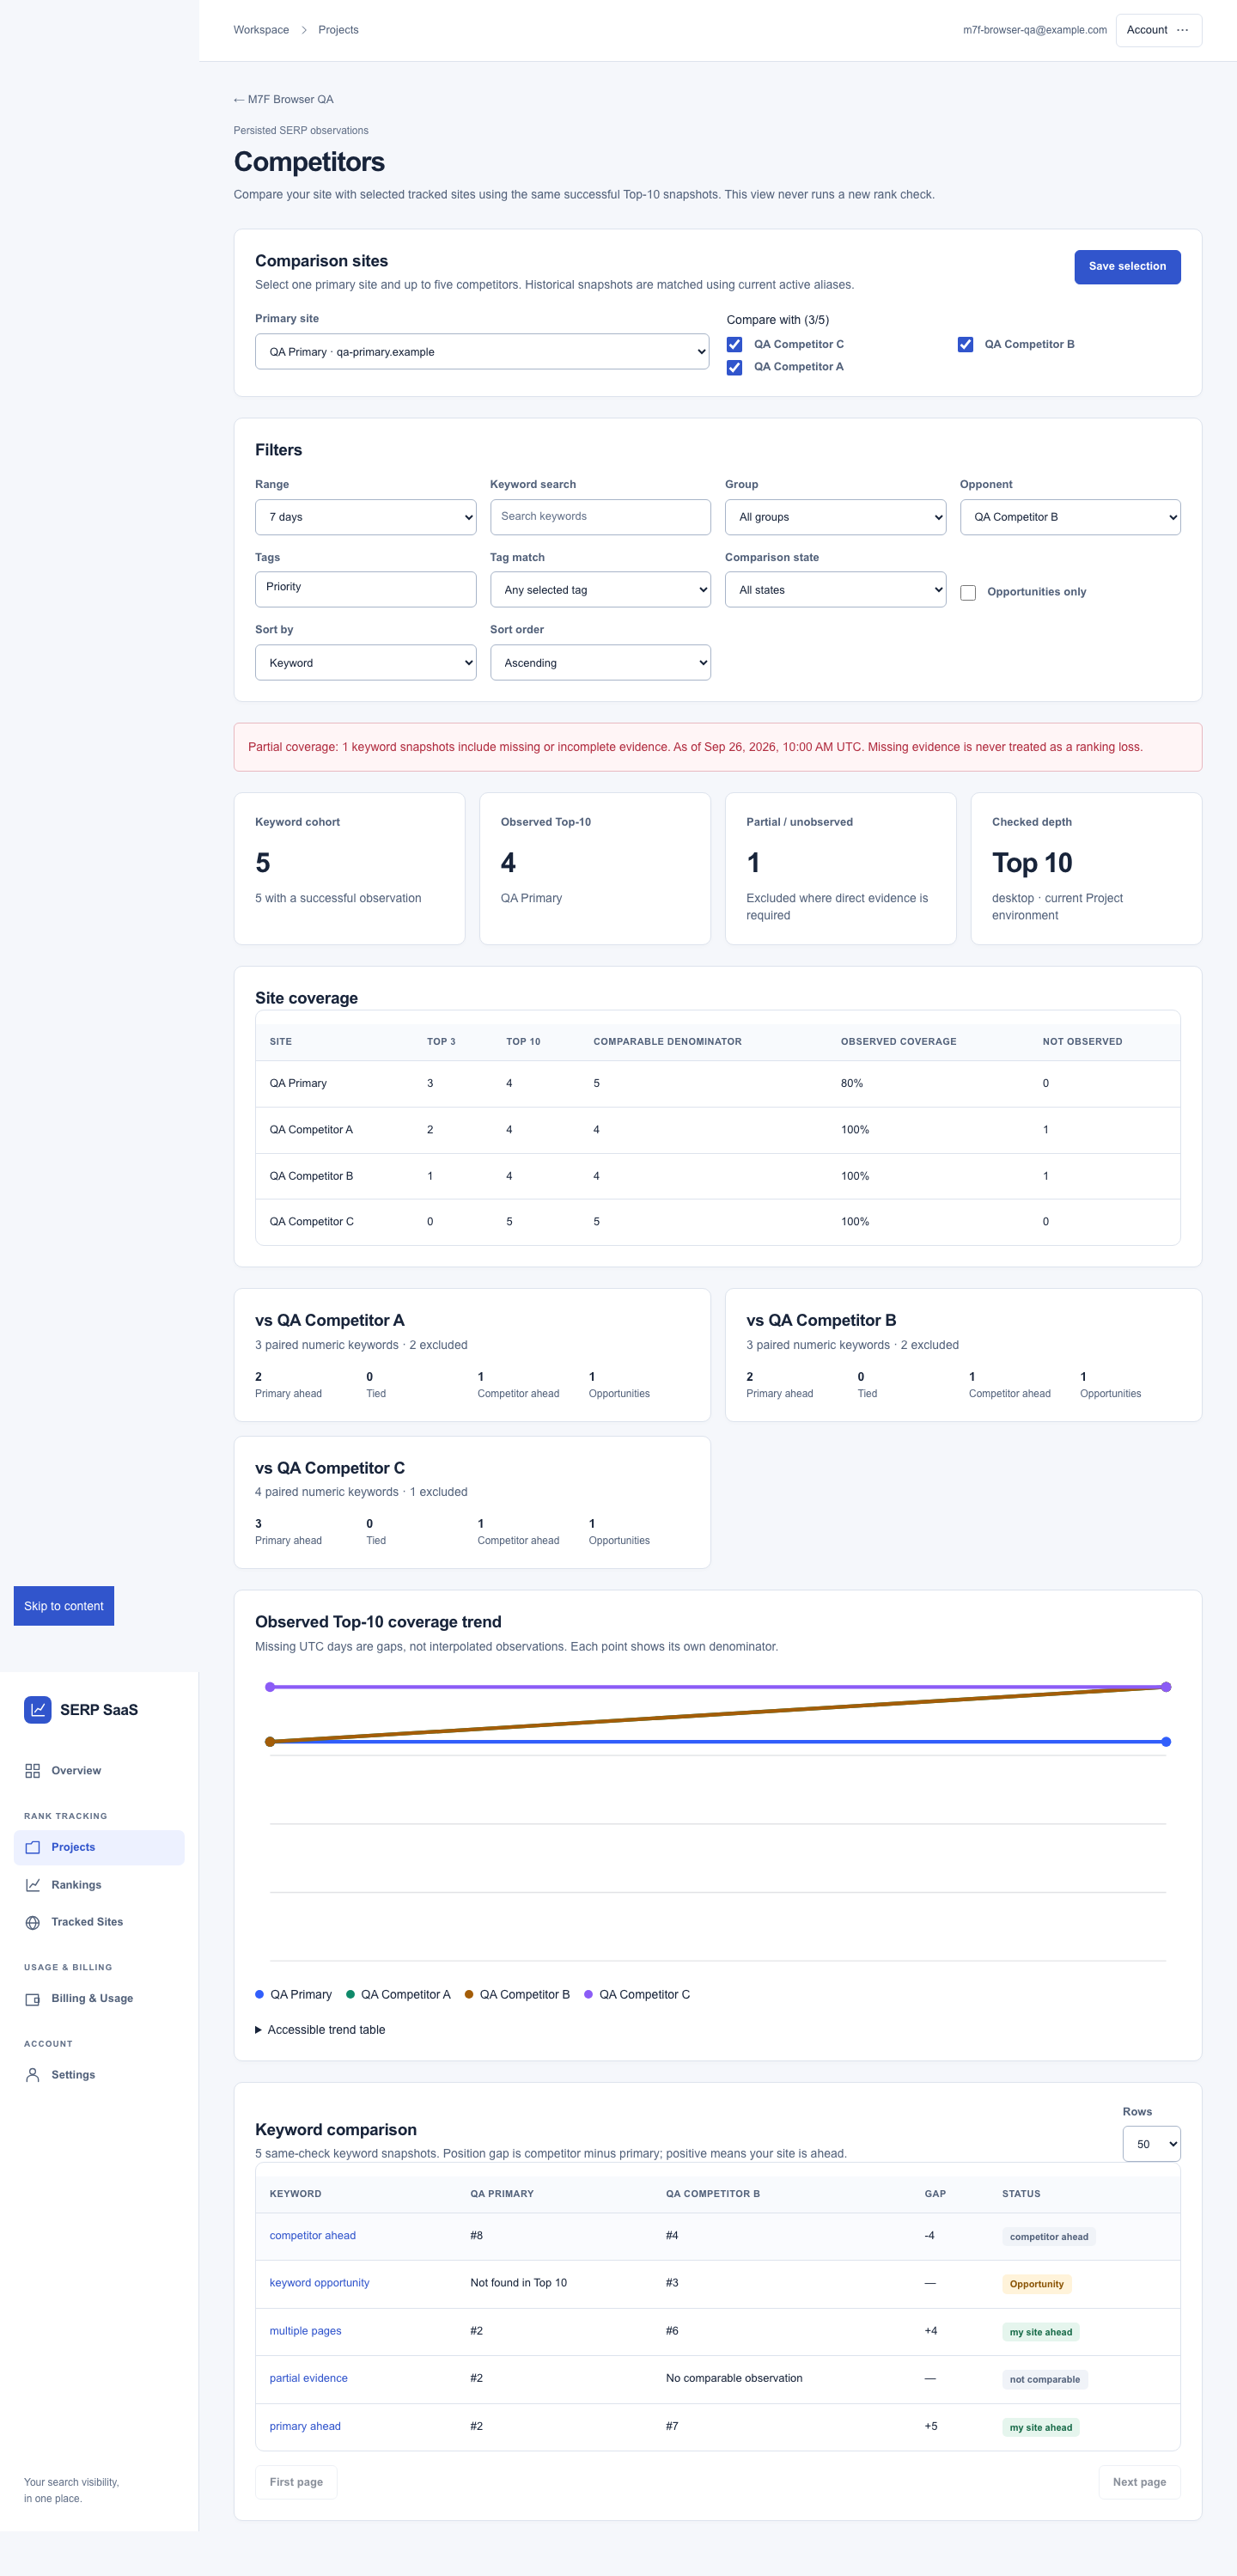 Workspace
Projects
m7f-browser-qa@example.com
Account ···
← M7F Browser QA
Persisted SERP observations
Competitors
Compare your site with selected tracked sites using the same successful Top-10 snapshots. This view never runs a new rank check.
Comparison sites
Save selection
Select one primary site and up to five competitors. Historical snapshots are matched using current active aliases.
Primary site
QA Primary · qa-primary.example
Compare with (3/5)
QA Competitor C
QA Competitor B
QA Competitor A
Filters
Range
Keyword search
Group
Opponent
7 days
Search keywords
All groups
QA Competitor B
Tags
Tag match
Comparison state
Priority
Any selected tag
All states
Opportunities only
Sort by
Sort order
Keyword
Ascending
Partial coverage: 1 keyword snapshots include missing or incomplete evidence. As of Sep 26, 2026, 10:00 AM UTC. Missing evidence is never treated as a ranking loss.
Keyword cohort
5
5 with a successful observation
Observed Top-10
4
QA Primary
Partial / unobserved
1
Excluded where direct evidence is
required
Checked depth
Top 10
desktop · current Project
environment
Site coverage
SITE TOP 3 TOP 10 COMPARABLE DENOMINATOR OBSERVED COVERAGE NOT OBSERVED
QA Primary 3 4 5 80% 0
QA Competitor A 2 4 4 100% 1
QA Competitor B 1 4 4 100% 1
QA Competitor C 0 5 5 100% 0
vs QA Competitor A
3 paired numeric keywords · 2 excluded
2 0 1 1
Primary ahead Tied Competitor ahead Opportunities
vs QA Competitor B
3 paired numeric keywords · 2 excluded
2 0 1 1
Primary ahead Tied Competitor ahead Opportunities
vs QA Competitor C
4 paired numeric keywords · 1 excluded
3 0 1 1
Primary ahead Tied Competitor ahead Opportunities
Skip to content
SERP SaaS
Overview
RANK TRACKING
Projects
Rankings
Tracked Sites
USAGE & BILLING
Billing & Usage
ACCOUNT
Settings
Your search visibility,
in one place.
Observed Top-10 coverage trend
Missing UTC days are gaps, not interpolated observations. Each point shows its own denominator.
QA Primary QA Competitor A QA Competitor B QA Competitor C
Accessible trend table
Keyword comparison
Rows
50
5 same-check keyword snapshots. Position gap is competitor minus primary; positive means your site is ahead.
KEYWORD QA PRIMARY QA COMPETITOR B GAP STATUS
competitor ahead #8 #4 -4 competitor ahead
keyword opportunity Not found in Top 10 #3 — Opportunity
multiple pages #2 #6 +4 my site ahead
partial evidence #2 No comparable observation — not comparable
primary ahead #2 #7 +5 my site ahead
First page
Next page